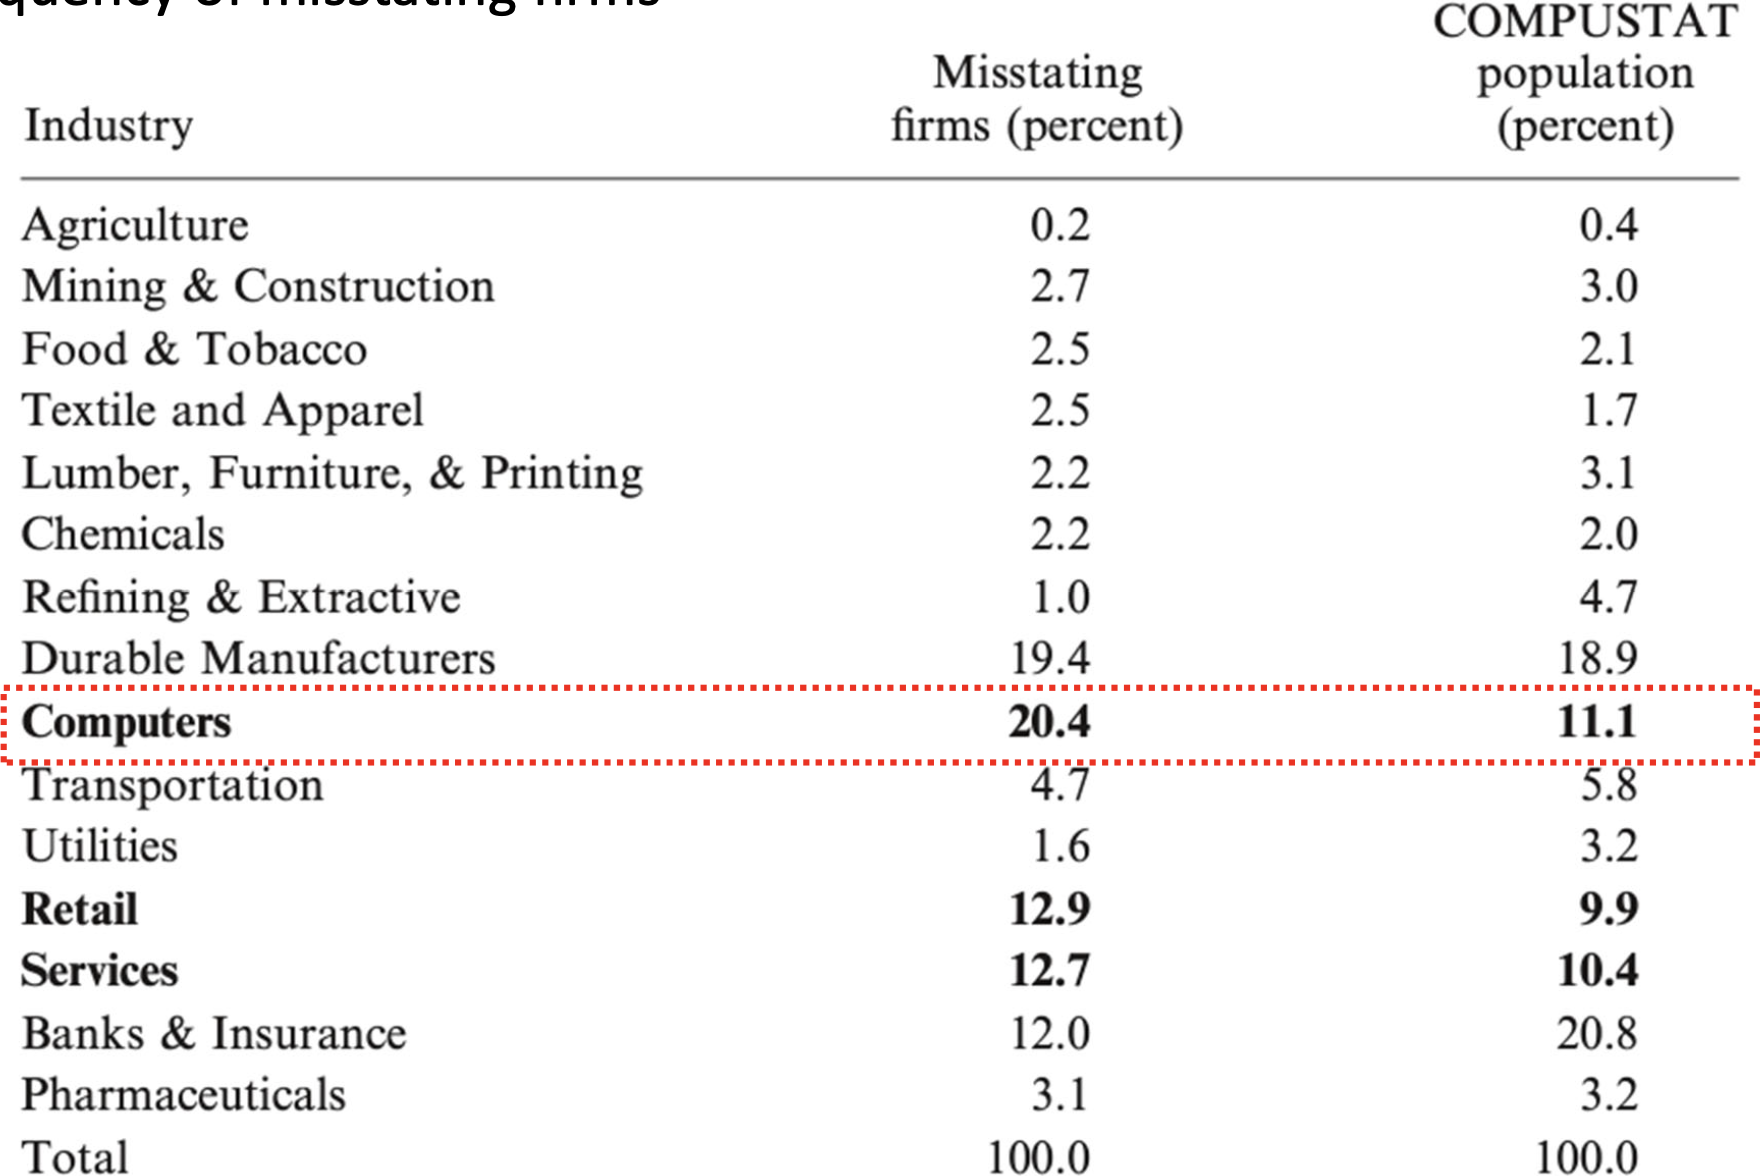 quency of misstating firms
COMPUSTAT
Misstating population
Industry firms (percent) (percent)
Agriculture 0.2 0.4
Mining & Construction 2.7 3.0
Food & Tobacco 2.5 2.1
Textile and Apparel 2.5 1.7
Lumber, Furniture, & Printing 2.2 3.1
Chemicals 2.2 2.0
Refining & Extractive 1.0 4.7
Durable Manufacturers 19.4 18.9
Computers 20.4 11.1
Transportation 4.7 5.8
Utilities 1.6 3.2
Retail 12.9 9.9
Services 12.7 10.4
Banks & Insurance 12.0 20.8
Pharmaceuticals 3.1 3.2
Total 100.0 100.0